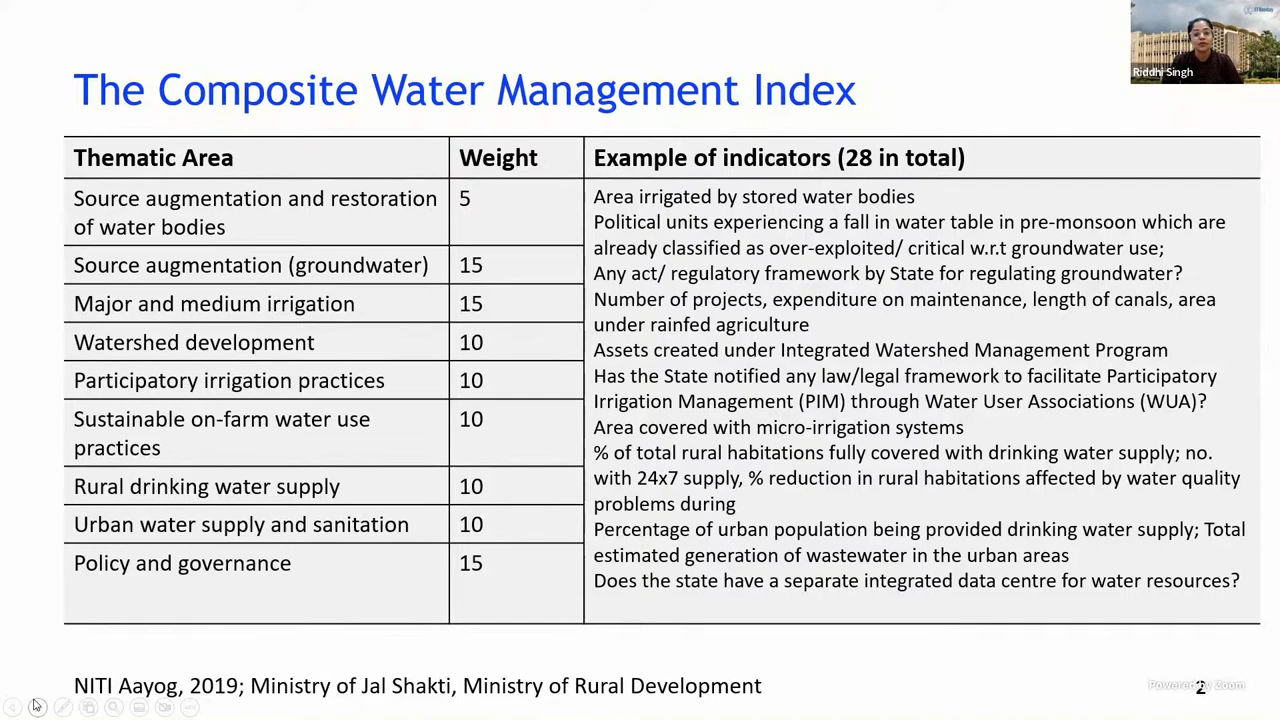 Riddhi Singh
The Composite Water Management Index
Thematic Area
Weight
Example of indicators (28 in total)
Source augmentation and restoration
of water bodies
5
Source augmentation (groundwater)
15
Major and medium irrigation
15
Watershed development
10
Participatory irrigation practices
10
Sustainable on-farm water use
practices
10
Rural drinking water supply
10
Urban water supply and sanitation
10
Policy and governance
15
Area irrigated by stored water bodies
Political units experiencing a fall in water table in pre-monsoon which are
already classified as over-exploited/ critical w.r.t groundwater use;
Any act/ regulatory framework by State for regulating groundwater?
Number of projects, expenditure on maintenance, length of canals, area
under rainfed agriculture
Assets created under Integrated Watershed Management Program
Has the State notified any law/legal framework to facilitate Participatory
Irrigation Management (PIM) through Water User Associations (WUA)?
Area covered with micro-irrigation systems
% of total rural habitations fully covered with drinking water supply; no.
with 24x7 supply, % reduction in rural habitations affected by water quality
problems during
Percentage of urban population being provided drinking water supply; Total
estimated generation of wastewater in the urban areas
Does the state have a separate integrated data centre for water resources?
NITI Aayog, 2019; Ministry of Jal Shakti, Ministry of Rural Development
Powered by Zoom
2